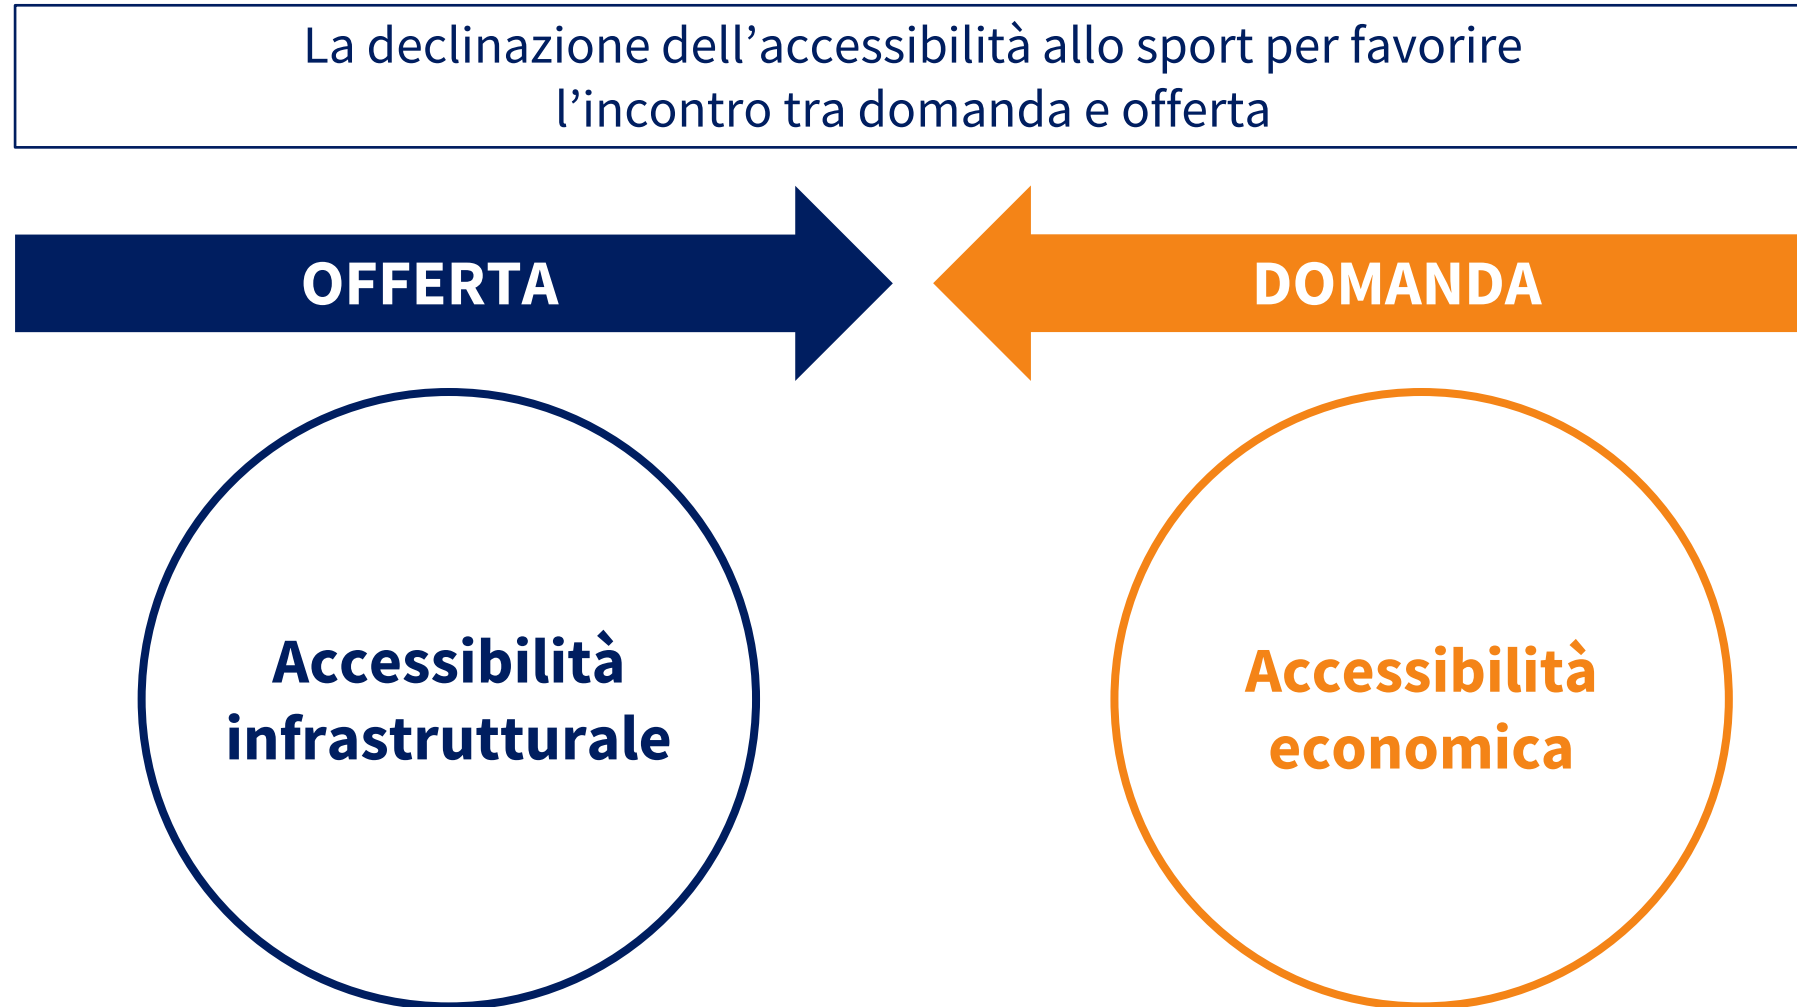 La declinazione dell’accessibilità allo sport per favorire
l’incontro tra domanda e offerta
OFFERTA
DOMANDA
Accessibilità
infrastrutturale
Accessibilità
economica